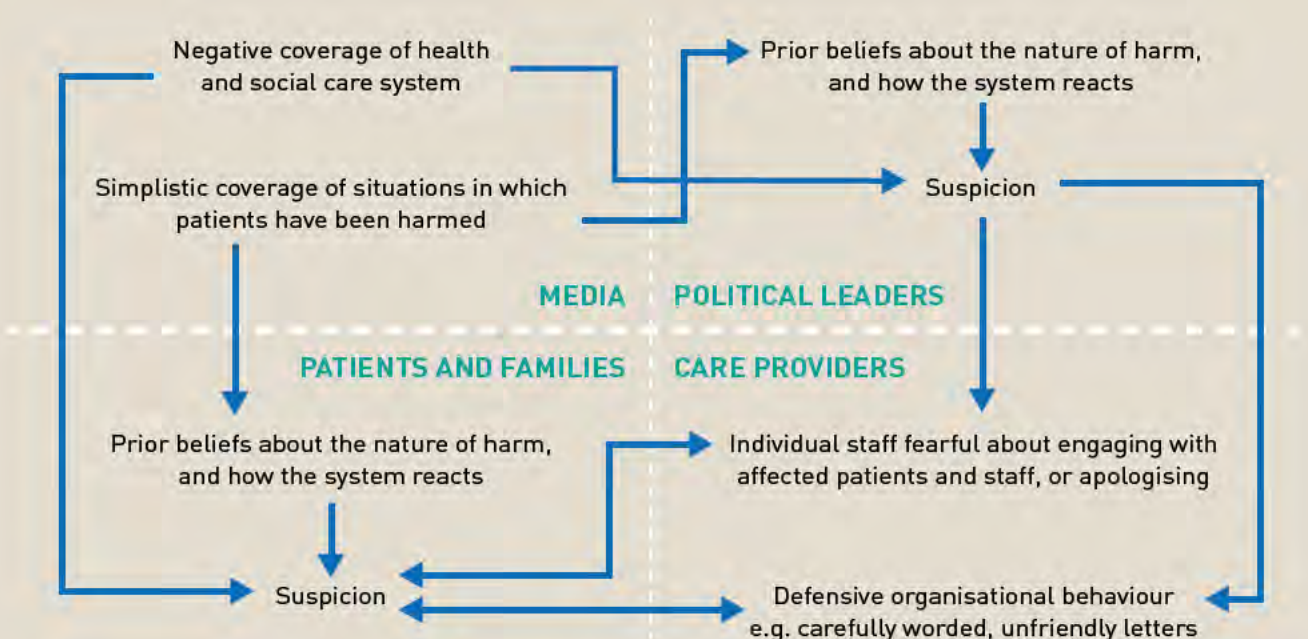 Negative coverage of health
and social care system
Prior beliefs about the nature of harm,
and how the system reacts
Simplistic coverage of situations in which
patients have been harmed
Suspicion
MEDIA
POLITICAL LEADERS
PATIENTS AND FAMILIES
CARE PROVIDERS
Prior beliefs about the nature of harm,
and how the system reacts
Individual staff fearful about engaging with
affected patients and staff, or apologising
Suspicion
Defensive organisational behaviour
e.g. carefully worded, unfriendly letters